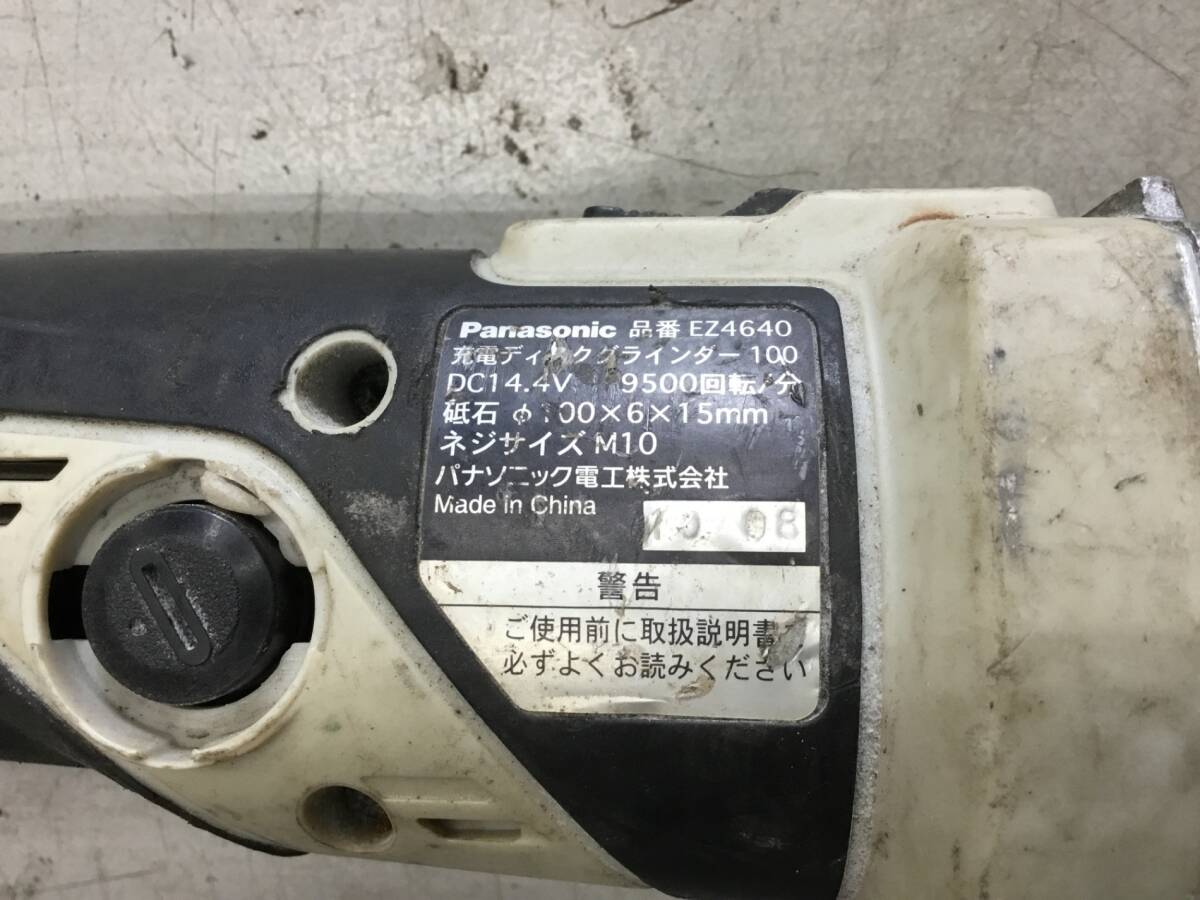 Panasonic 品番 EZ4640
充電ディスクグラインダー100
DC14.4V 9500回転/分
砥石 φ100×6×15mm
ネジサイズ M10
パナソニック電工株式会社
Made in China
10 08
警告
ご使用前に取扱説明書を
必ずよくお読みください